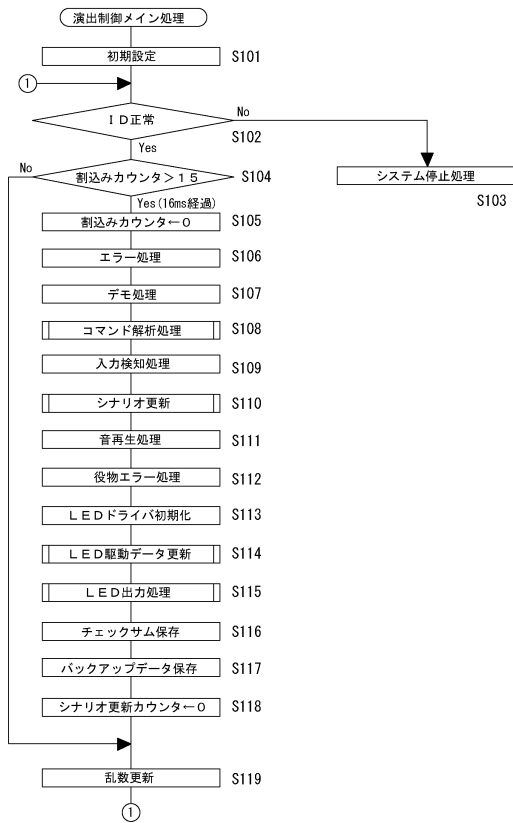 演出制御メイン処理
初期設定 S101
①
ＩＤ正常 No
S102
Yes
No 割込みカウンタ＞１５ S104
システム停止処理
S103
Yes(16ms経過)
割込みカウンタ←０ S105
エラー処理 S106
デモ処理 S107
コマンド解析処理 S108
入力検知処理 S109
シナリオ更新 S110
音再生処理 S111
役物エラー処理 S112
ＬＥＤドライバ初期化 S113
ＬＥＤ駆動データ更新 S114
ＬＥＤ出力処理 S115
チェックサム保存 S116
バックアップデータ保存 S117
シナリオ更新カウンタ←０ S118
乱数更新 S119
①